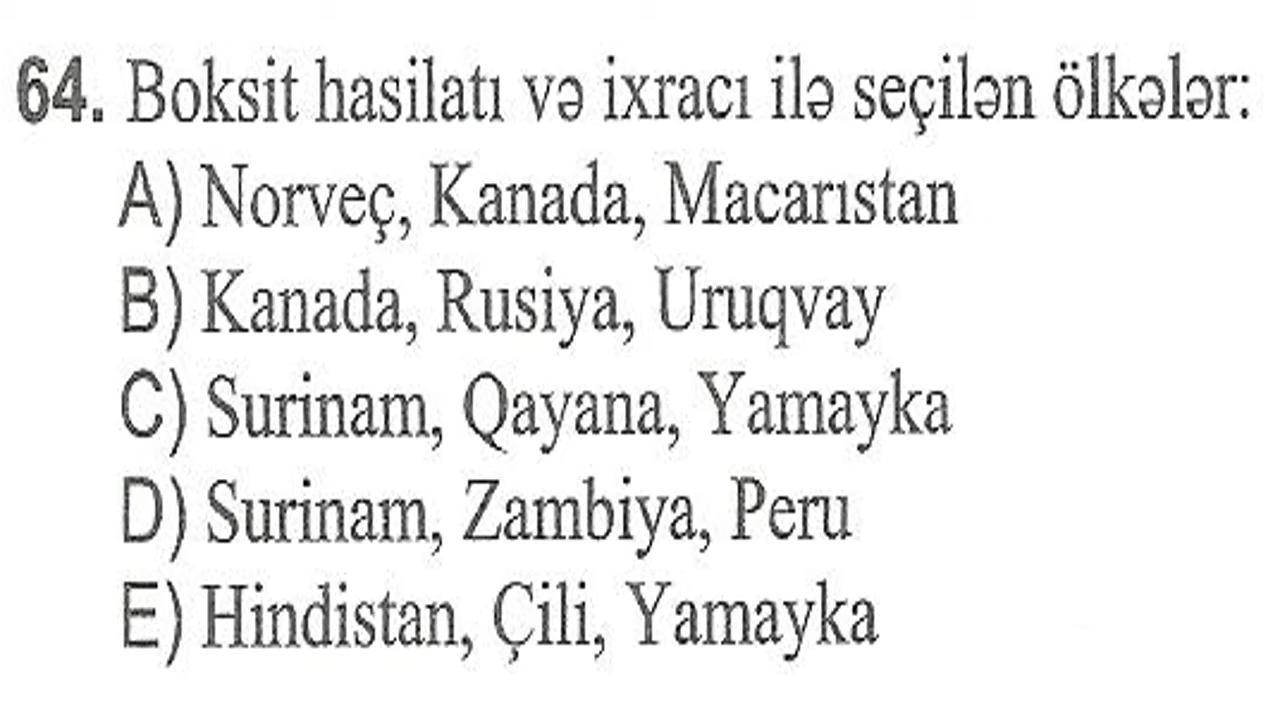 64. Boksit hasilatı və ixracı ilə seçilən ölkələr:
A) Norveç, Kanada, Macarıstan
B) Kanada, Rusiya, Uruqvay
C) Surinam, Qayana, Yamayka
D) Surinam, Zambiya, Peru
E) Hindistan, Çili, Yamayka